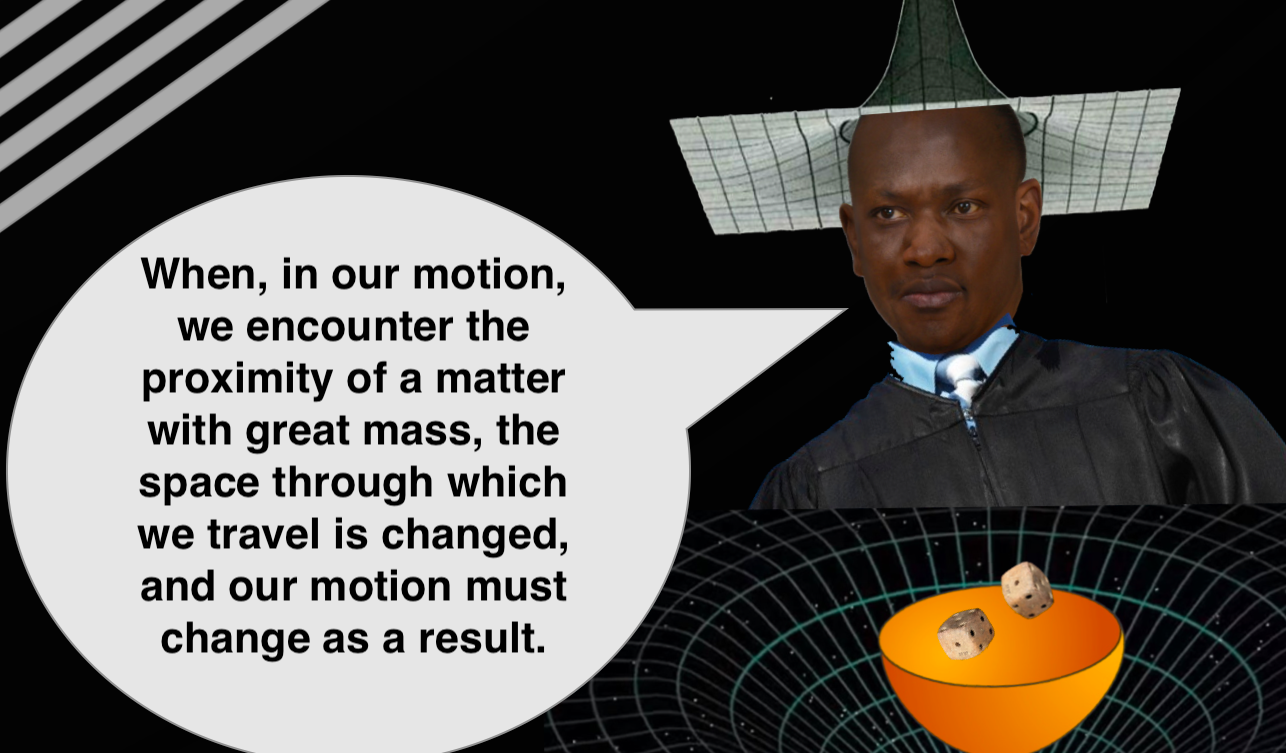 When, in our motion,
we encounter the
proximity of a matter
with great mass, the
space through which
we travel is changed,
and our motion must
change as a result.